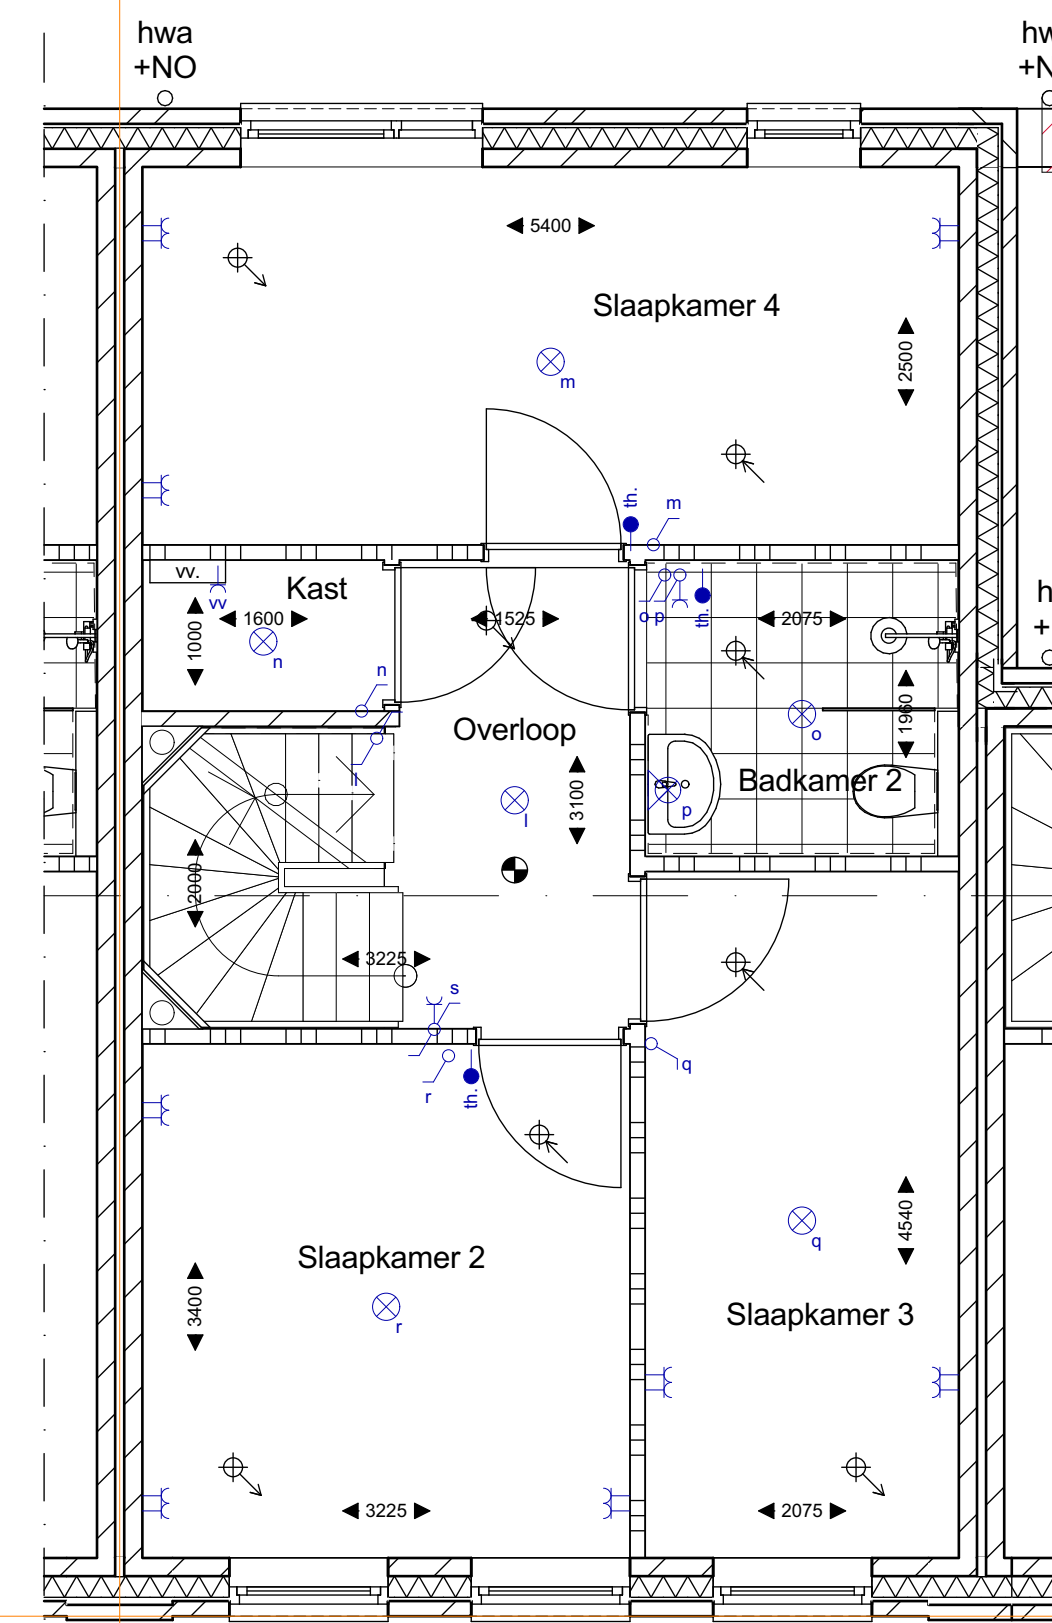 hwa
+NO
hw
+N
5400
Slaapkamer 4
2500
m
th.
m
vv.
Kast
vv
1600
1000
n
n
1525
o p
th.
2075
h
+
1960
Overloop
l
3100
l
o
Badkamer 2
p
2000
3225
s
r
th.
q
Slaapkamer 2
3400
r
4540
q
Slaapkamer 3
3225
2075